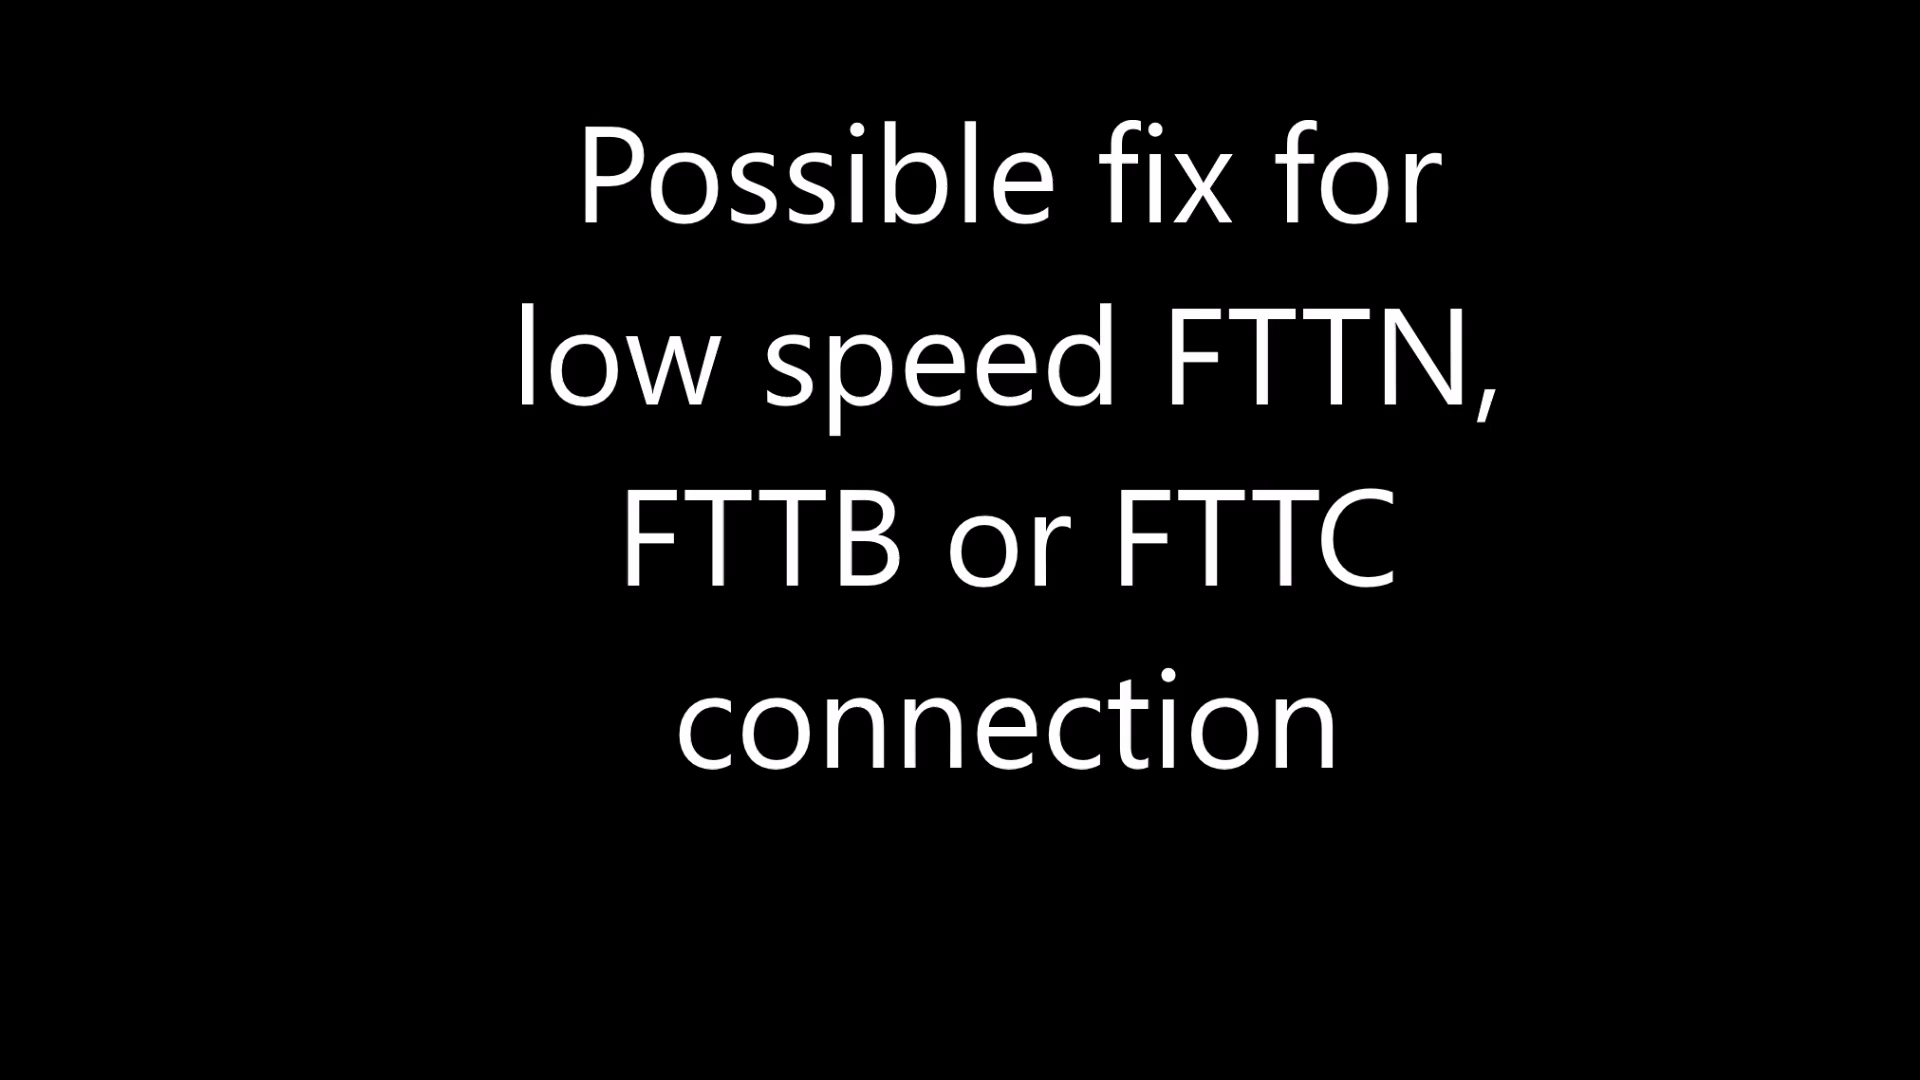 Possible fix for
low speed FTTN,
FTTB or FTTC
connection